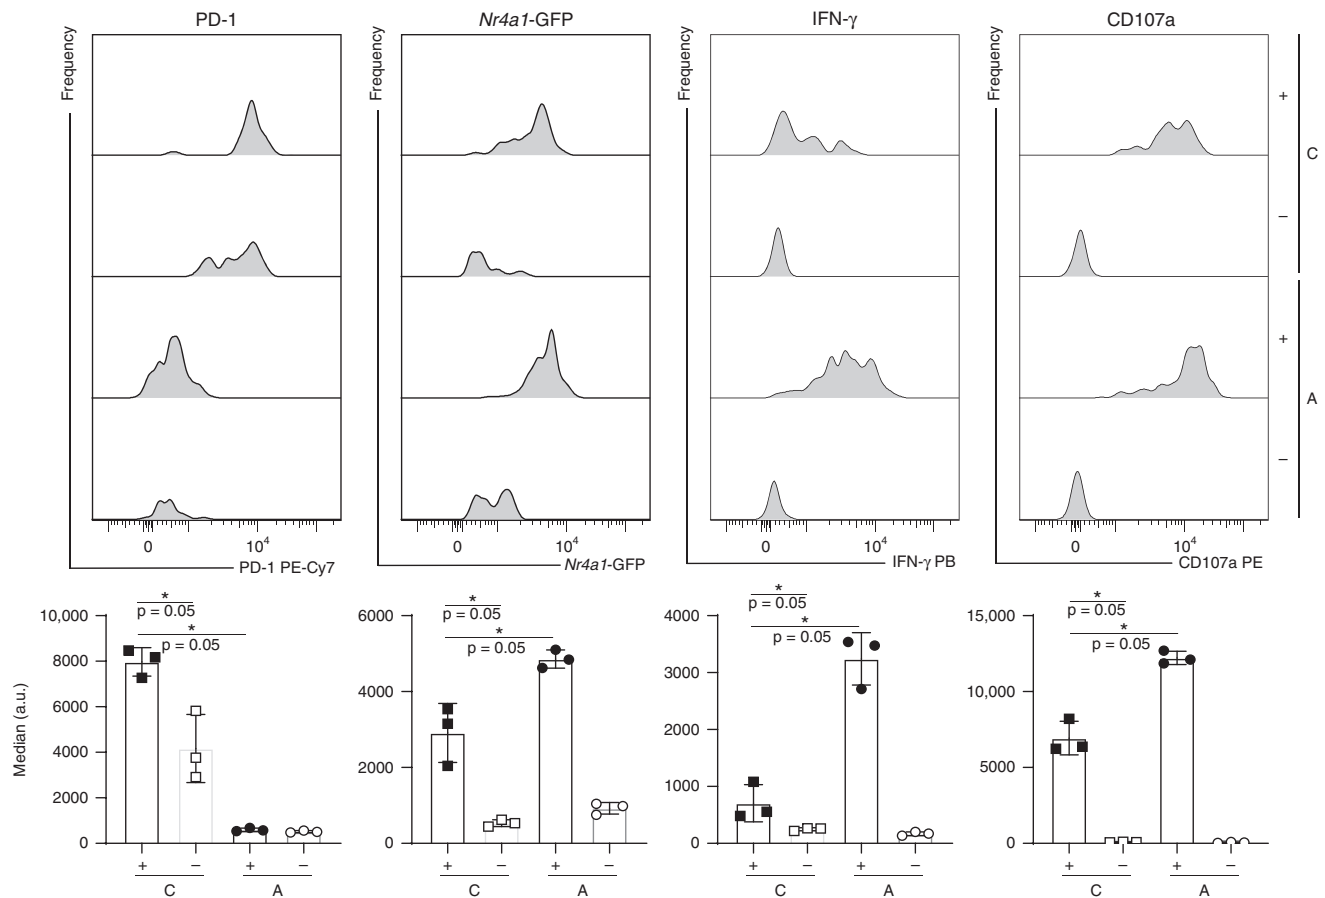 PD-1
Nr4a1-GFP
IFN-γ
CD107a
Frequency
Frequency
Frequency
Frequency
+
C
–
+
A
–
0 10⁴
0 10⁴
0 10⁴
0 10⁴
PD-1 PE-Cy7
Nr4a1-GFP
IFN-γ PB
CD107a PE
Median (a.u.)
10,000
8000
6000
4000
2000
0
*
p = 0.05
*
p = 0.05
+ – + –
C A
6000
4000
2000
0
*
p = 0.05
*
p = 0.05
+ – + –
C A
4000
3000
2000
1000
0
*
p = 0.05
*
p = 0.05
+ – + –
C A
15,000
10,000
5000
0
*
p = 0.05
*
p = 0.05
+ – + –
C A